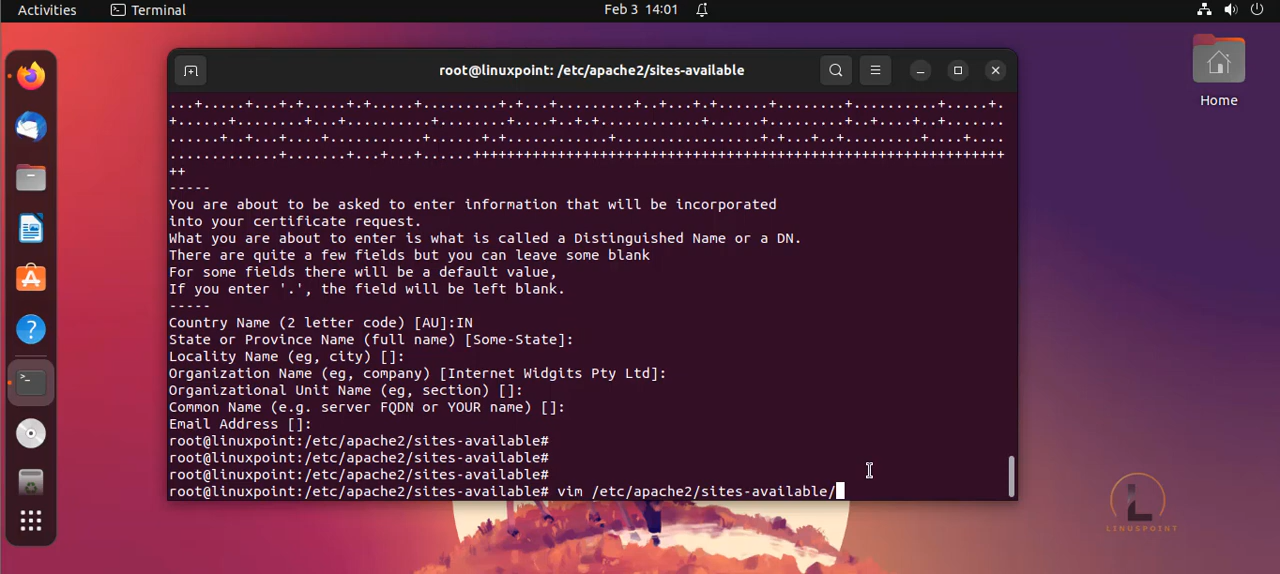 Activities
Terminal
Feb 3 14:01
root@linuxpoint: /etc/apache2/sites-available
Home
-----
You are about to be asked to enter information that will be incorporated
into your certificate request.
What you are about to enter is what is called a Distinguished Name or a DN.
There are quite a few fields but you can leave some blank
For some fields there will be a default value,
If you enter '.', the field will be left blank.
-----
Country Name (2 letter code) [AU]:IN
State or Province Name (full name) [Some-State]:
Locality Name (eg, city) []:
Organization Name (eg, company) [Internet Widgits Pty Ltd]:
Organizational Unit Name (eg, section) []:
Common Name (e.g. server FQDN or YOUR name) []:
Email Address []:
root@linuxpoint:/etc/apache2/sites-available#
root@linuxpoint:/etc/apache2/sites-available#
root@linuxpoint:/etc/apache2/sites-available#
root@linuxpoint:/etc/apache2/sites-available# vim /etc/apache2/sites-available/
L
LINUSPOINT